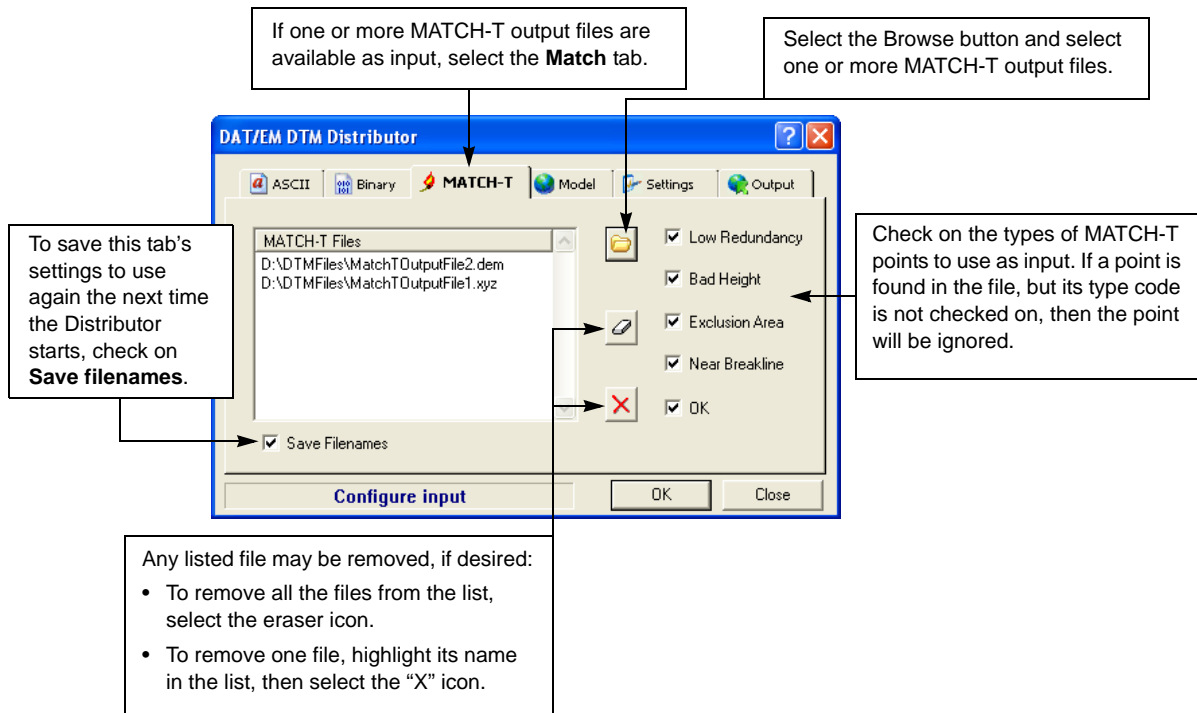 If one or more MATCH-T output files are
available as input, select the Match tab.
Select the Browse button and select
one or more MATCH-T output files.
DAT/EM DTM Distributor
ASCII
Binary
MATCH-T
Model
Settings
Output
To save this tab's
settings to use
again the next time
the Distributor
starts, check on
Save filenames.
MATCH-T Files
D:\DTMFiles\MatchTOutputFile2.dem
D:\DTMFiles\MatchTOutputFile1.xyz
Low Redundancy
Bad Height
Exclusion Area
Near Breakline
OK
Check on the types of MATCH-T
points to use as input. If a point is
found in the file, but its type code
is not checked on, then the point
will be ignored.
Save Filenames
Configure input
OK
Close
Any listed file may be removed, if desired:
• To remove all the files from the list,
select the eraser icon.
• To remove one file, highlight its name
in the list, then select the “X” icon.